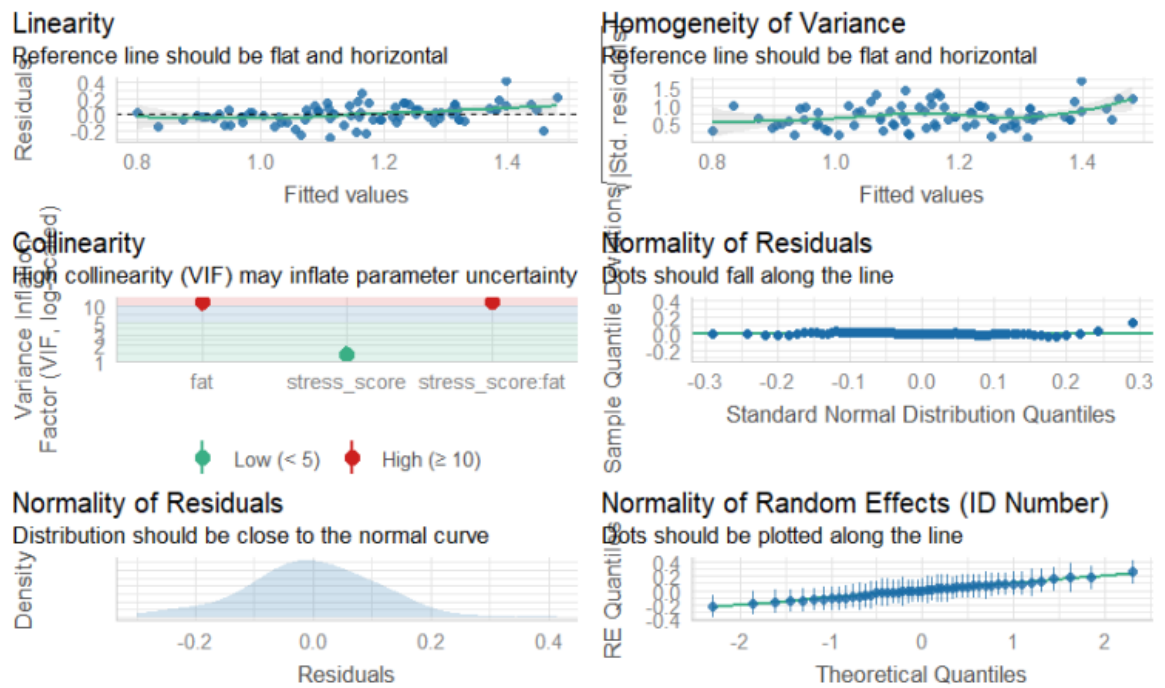 Linearity
Reference line should be flat and horizontal
Residuals
0.4
0.2
0.0
-0.2
0.8
1.0
1.2
1.4
Fitted values
Homogeneity of Variance
Reference line should be flat and horizontal
√|Std. residuals|
1.5
1.0
0.5
0.8
1.0
1.2
1.4
Fitted values
Collinearity
High collinearity (VIF) may inflate parameter uncertainty
Variance Inflation
Factor (VIF, log-scaled)
10
5
2
1
fat
stress_score
stress_score:fat
Low (< 5)
High (≥ 10)
Normality of Residuals
Dots should fall along the line
Sample Quantile Deviations
0.4
0.2
0.0
-0.2
-0.3
-0.2
-0.1
0.0
0.1
0.2
0.3
Standard Normal Distribution Quantiles
Normality of Residuals
Distribution should be close to the normal curve
Density
-0.2
0.0
0.2
0.4
Residuals
Normality of Random Effects (ID Number)
Dots should be plotted along the line
RE Quantiles
0.4
0.2
0.0
-0.2
-0.4
-2
-1
0
1
2
Theoretical Quantiles